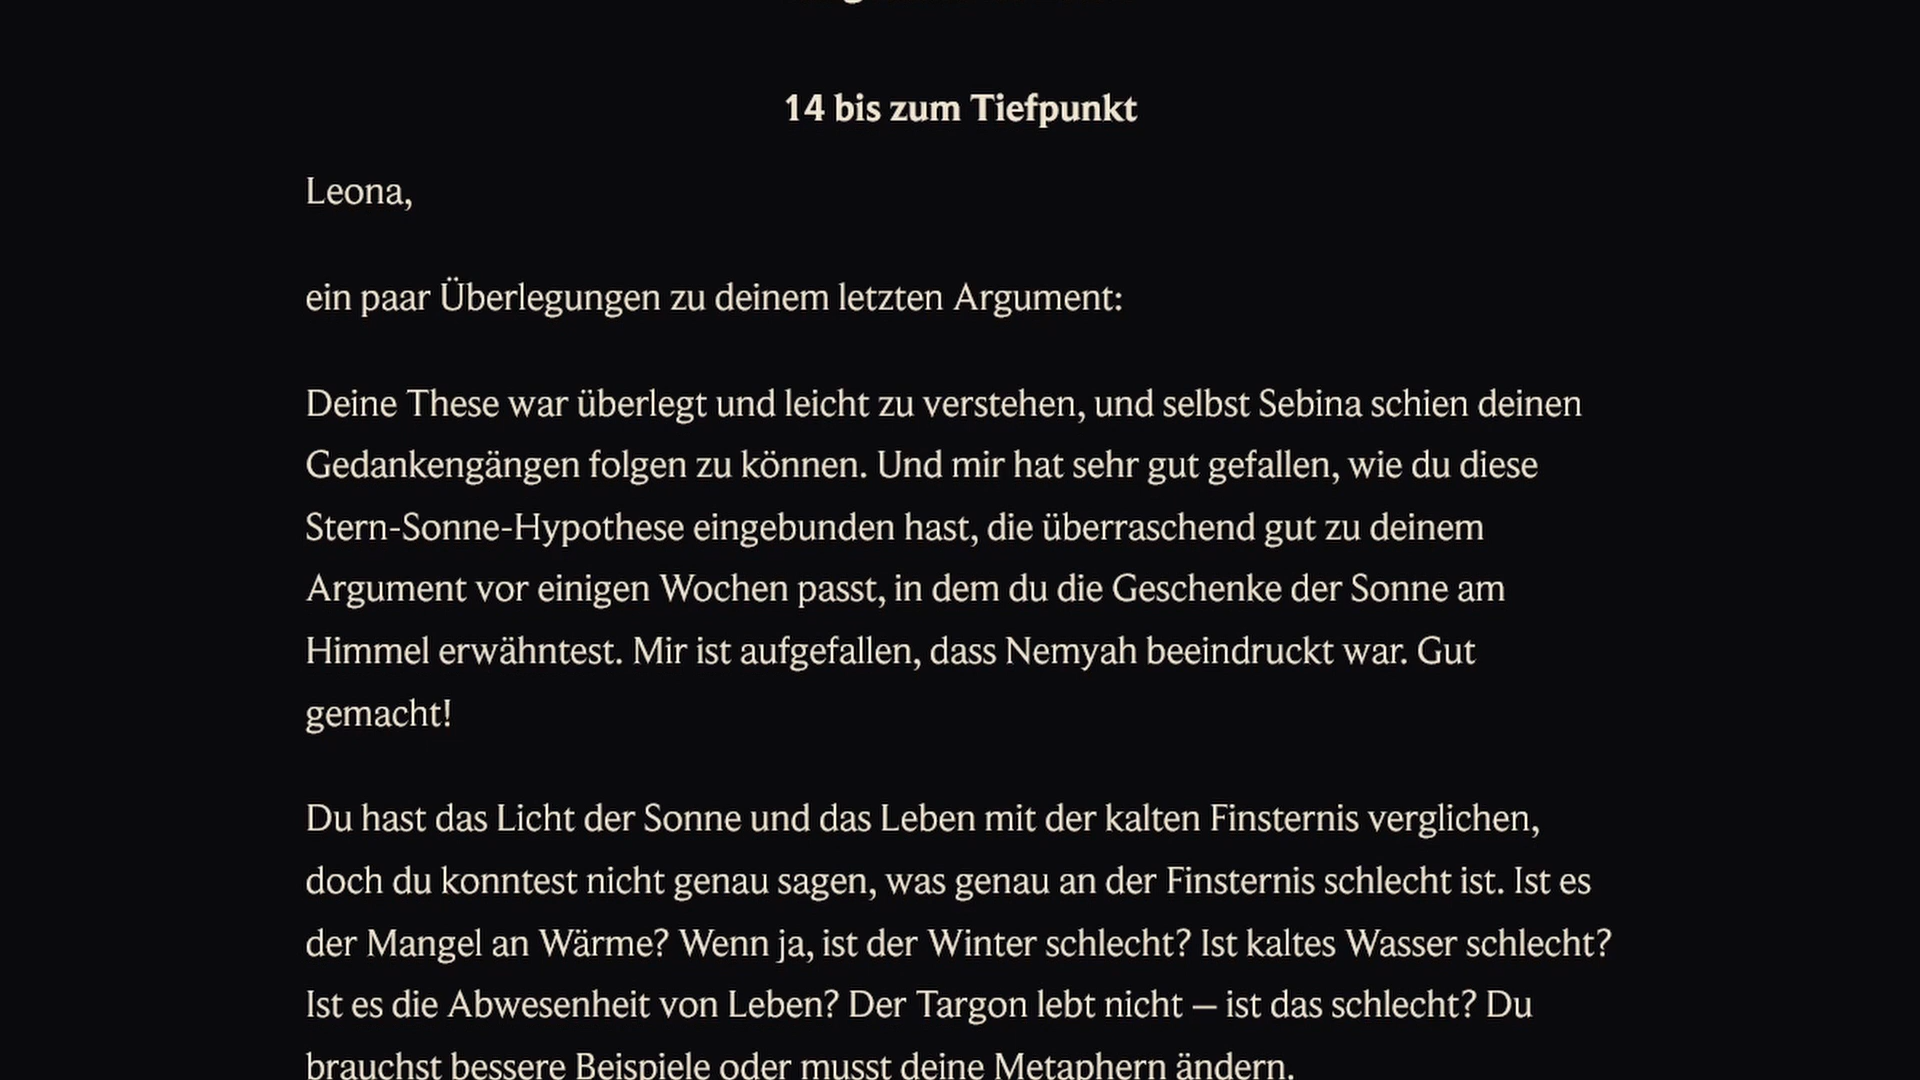 14 bis zum Tiefpunkt
Leona,
ein paar Überlegungen zu deinem letzten Argument:
Deine These war überlegt und leicht zu verstehen, und selbst Sebina schien deinen
Gedankengängen folgen zu können. Und mir hat sehr gut gefallen, wie du diese
Stern-Sonne-Hypothese eingebunden hast, die überraschend gut zu deinem
Argument vor einigen Wochen passt, in dem du die Geschenke der Sonne am
Himmel erwähntest. Mir ist aufgefallen, dass Nemyah beeindruckt war. Gut
gemacht!
Du hast das Licht der Sonne und das Leben mit der kalten Finsternis verglichen,
doch du konntest nicht genau sagen, was genau an der Finsternis schlecht ist. Ist es
der Mangel an Wärme? Wenn ja, ist der Winter schlecht? Ist kaltes Wasser schlecht?
Ist es die Abwesenheit von Leben? Der Targon lebt nicht – ist das schlecht? Du
brauchst bessere Beispiele oder musst deine Metaphern ändern.